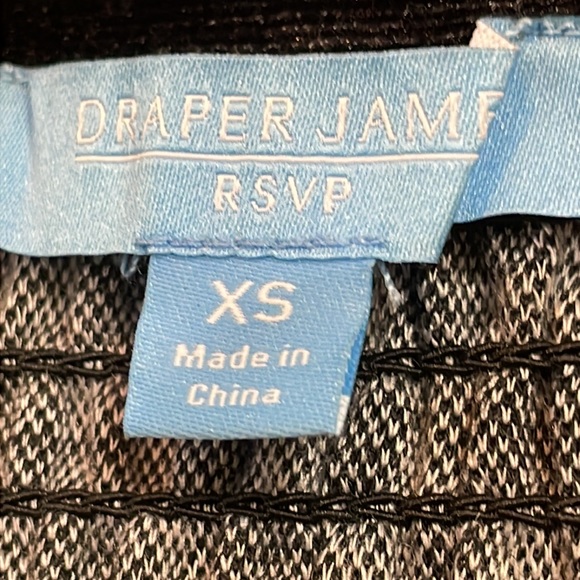 DRAPER JAME
RSVP
XS
Made in
China